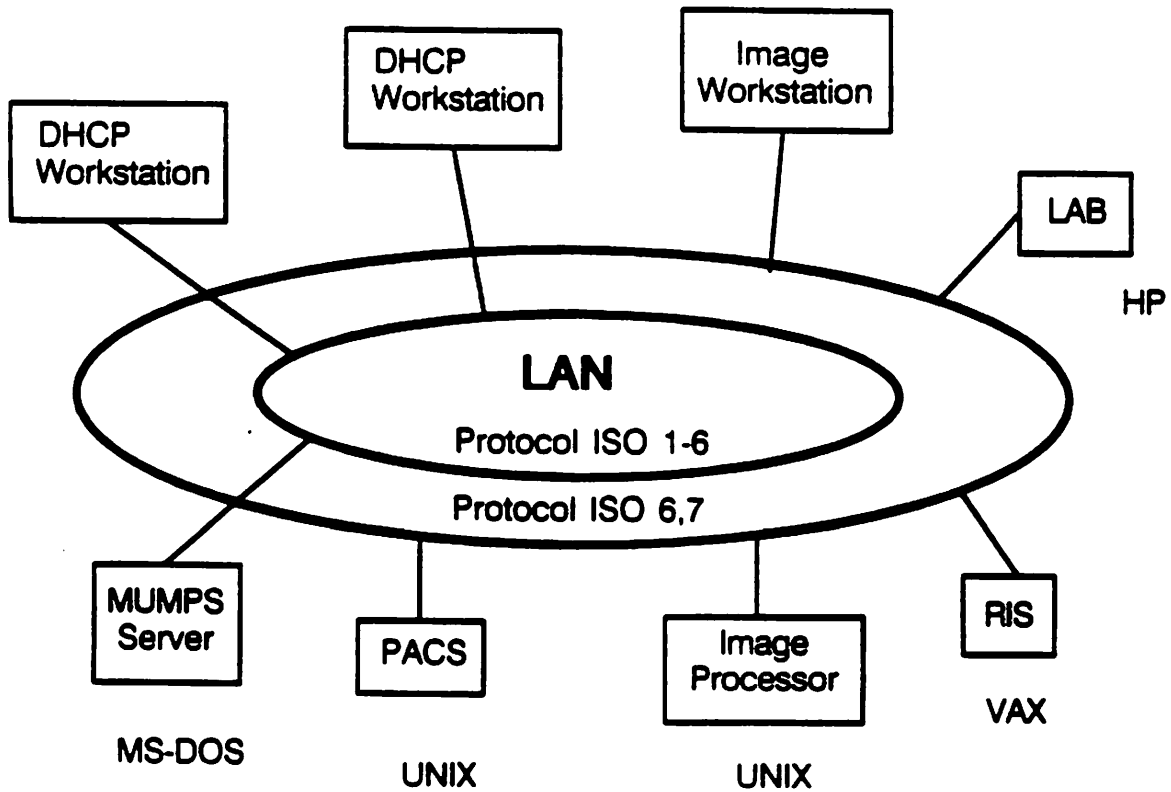 DHCP
Workstation
DHCP
Workstation
Image
Workstation
LAB
HP
LAN
Protocol ISO 1-6
Protocol ISO 6,7
MUMPS
Server
MS-DOS
PACS
UNIX
Image
Processor
UNIX
RIS
VAX